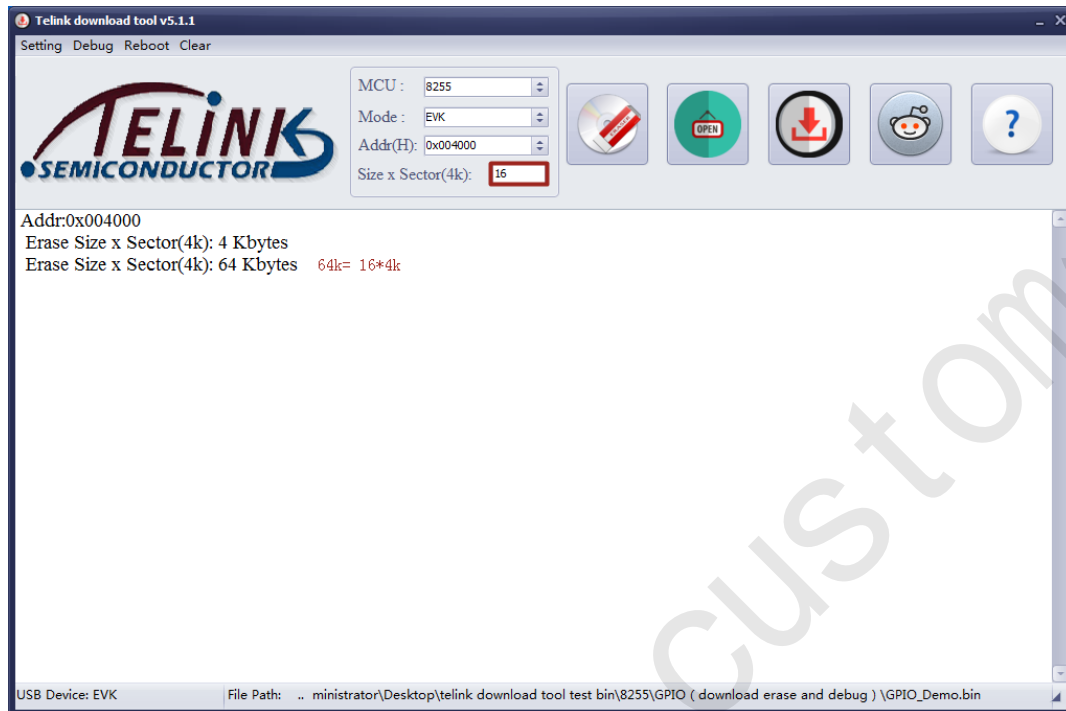 Telink download tool v5.1.1
Setting Debug Reboot Clear
TELiNK
SEMICONDUCTOR
MCU : 8255
Mode : EVK
Addr(H): 0x004000
Size x Sector(4k): 16
ERASER
OPEN
?
Addr:0x004000
Erase Size x Sector(4k): 4 Kbytes
Erase Size x Sector(4k): 64 Kbytes 64k= 16*4k
custom
USB Device: EVK File Path: .. ministrator\Desktop\telink download tool test bin\8255\GPIO ( download erase and debug ) \GPIO_Demo.bin